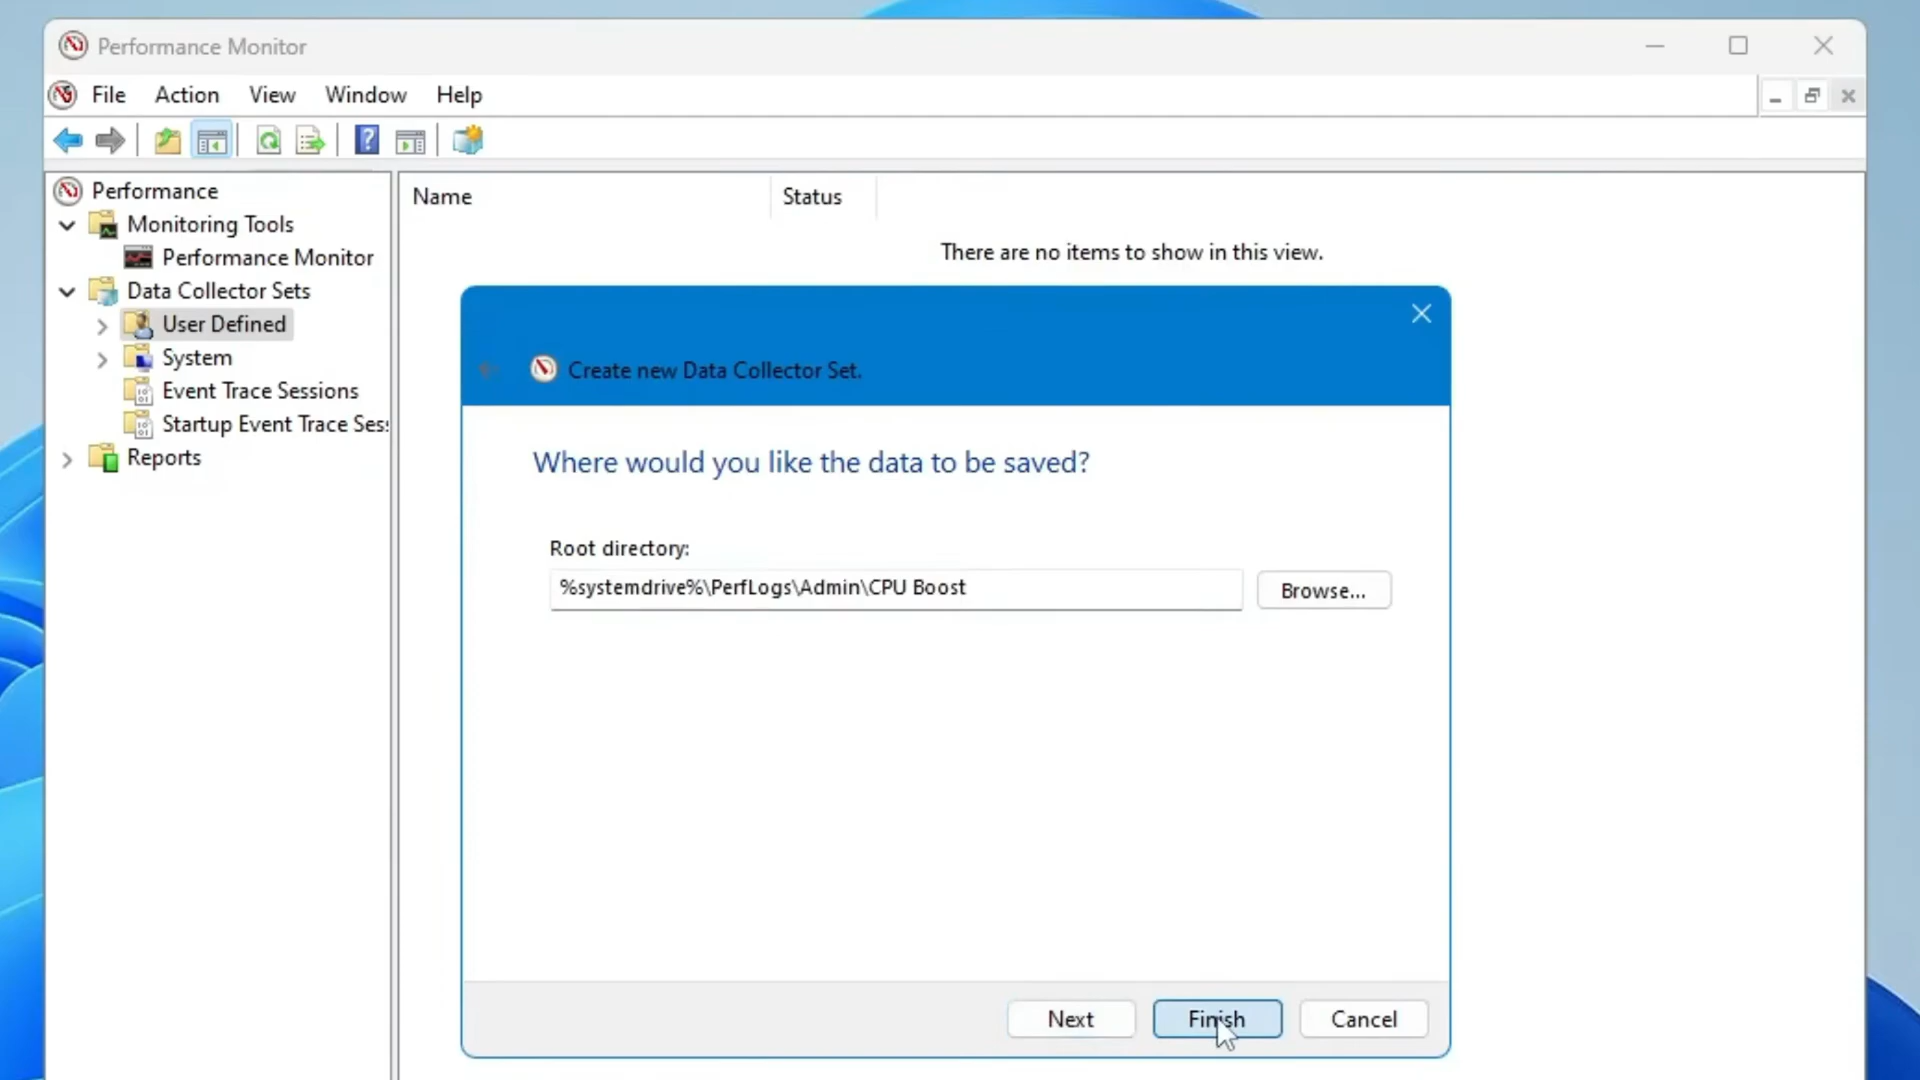 Performance Monitor
File Action View Window Help
Performance
Monitoring Tools
Performance Monitor
Data Collector Sets
User Defined
System
Event Trace Sessions
Startup Event Trace Ses
Reports
Name Status
There are no items to show in this view.
Create new Data Collector Set.
Where would you like the data to be saved?
Root directory:
%systemdrive%\PerfLogs\Admin\CPU Boost
Browse...
Next Finish Cancel